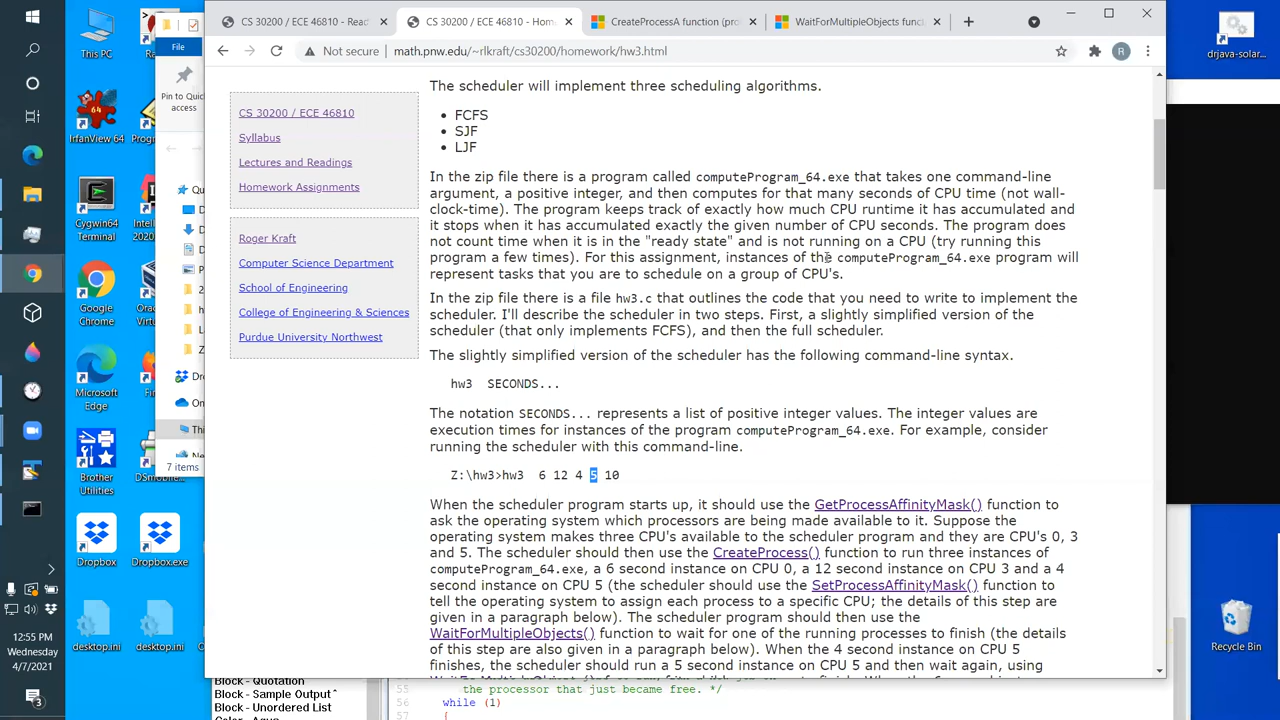 CS 30200 / ECE 46810 - Read
CS 30200 / ECE 46810 - Hom
CreateProcessA function (pro
WaitForMultipleObjects func
Not secure
math.pnw.edu/~rlkraft/cs30200/homework/hw3.html
R
This PC
File
Pin to Quick
access
IrfanView 64
Cygwin64
Terminal
Google
Chrome
Microsoft
Edge
Brother
Utilities
Dropbox
Dropbox.exe
desktop.ini
desktop.ini
7 items
12:55 PM
Wednesday
4/7/2021
3
drjava-solar...
Recycle Bin
CS 30200 / ECE 46810
Syllabus
Lectures and Readings
Homework Assignments
Roger Kraft
Computer Science Department
School of Engineering
College of Engineering & Sciences
Purdue University Northwest
The scheduler will implement three scheduling algorithms.
• FCFS
• SJF
• LJF
In the zip file there is a program called computeProgram_64.exe that takes one command-line
argument, a positive integer, and then computes for that many seconds of CPU time (not wall-
clock-time). The program keeps track of exactly how much CPU runtime it has accumulated and
it stops when it has accumulated exactly the given number of CPU seconds. The program does
not count time when it is in the "ready state" and is not running on a CPU (try running this
program a few times). For this assignment, instances of the computeProgram_64.exe program will
represent tasks that you are to schedule on a group of CPU's.
In the zip file there is a file hw3.c that outlines the code that you need to write to implement the
scheduler. I'll describe the scheduler in two steps. First, a slightly simplified version of the
scheduler (that only implements FCFS), and then the full scheduler.
The slightly simplified version of the scheduler has the following command-line syntax.
hw3 SECONDS...
The notation SECONDS... represents a list of positive integer values. The integer values are
execution times for instances of the program computeProgram_64.exe. For example, consider
running the scheduler with this command-line.
Z:\hw3>hw3 6 12 4 5 10
When the scheduler program starts up, it should use the GetProcessAffinityMask() function to
ask the operating system which processors are being made available to it. Suppose the
operating system makes three CPU's available to the scheduler program and they are CPU's 0, 3
and 5. The scheduler should then use the CreateProcess() function to run three instances of
computeProgram_64.exe, a 6 second instance on CPU 0, a 12 second instance on CPU 3 and a 4
second instance on CPU 5 (the scheduler should use the SetProcessAffinityMask() function to
tell the operating system to assign each process to a specific CPU; the details of this step are
given in a paragraph below). The scheduler program should then use the
WaitForMultipleObjects() function to wait for one of the running processes to finish (the details
of this step are also given in a paragraph below). When the 4 second instance on CPU 5
finishes, the scheduler should run a 5 second instance on CPU 5 and then wait again, using
Block - Quotation
Block - Sample Output
Block - Unordered List
55 the processor that just became free. */
56 while (1)
57 {